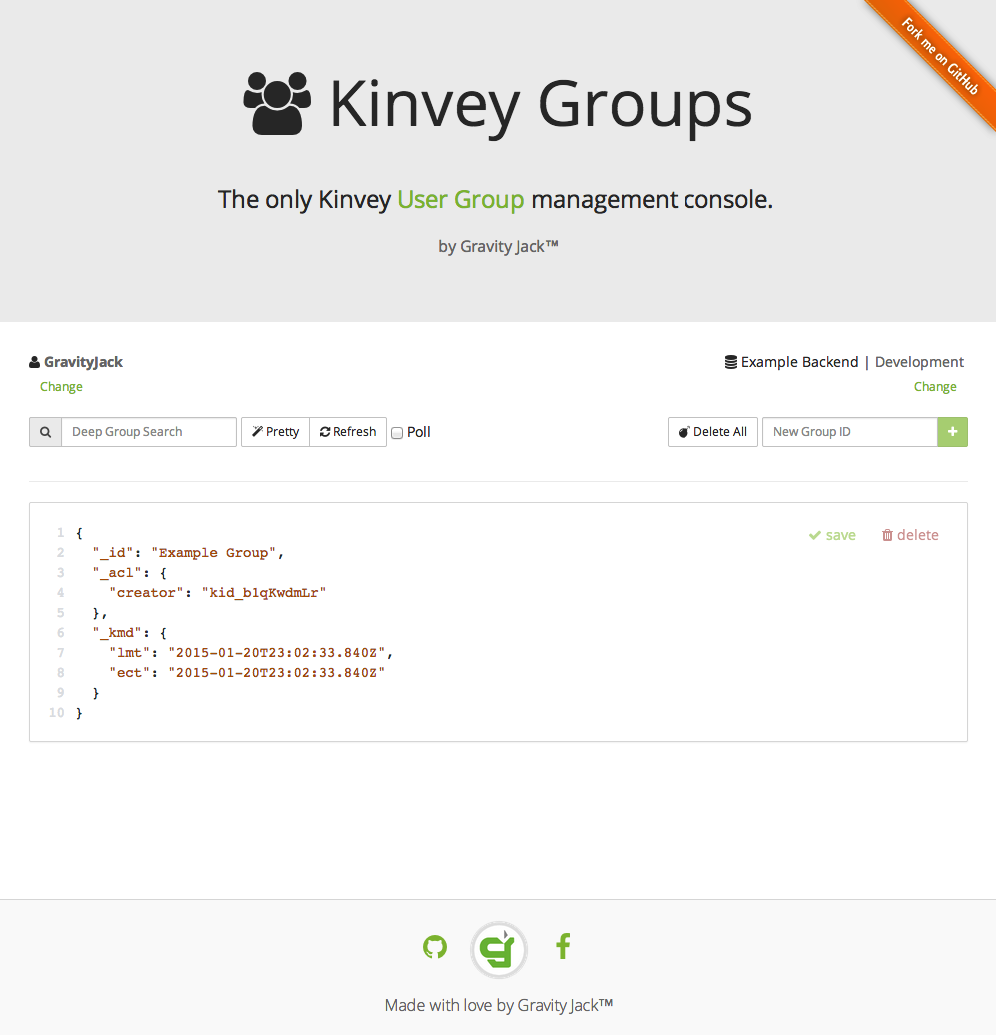 Fork me on GitHub
Kinvey Groups
The only Kinvey User Group management console.
by Gravity Jack™
GravityJack
Example Backend | Development
Change
Change
Deep Group Search
Pretty
Refresh
Poll
Delete All
New Group ID
+
save
delete
1 {
2 "_id": "Example Group",
3 "_acl": {
4 "creator": "kid_b1qKwdmLr"
5 },
6 "_kmd": {
7 "lmt": "2015-01-20T23:02:33.840Z",
8 "ect": "2015-01-20T23:02:33.840Z"
9 }
10 }
Made with love by Gravity Jack™